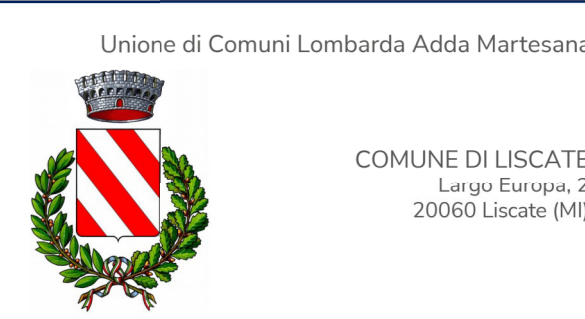 Unione di Comuni Lombarda Adda Martesana
COMUNE DI LISCATE
Largo Europa, 2
20060 Liscate (MI)